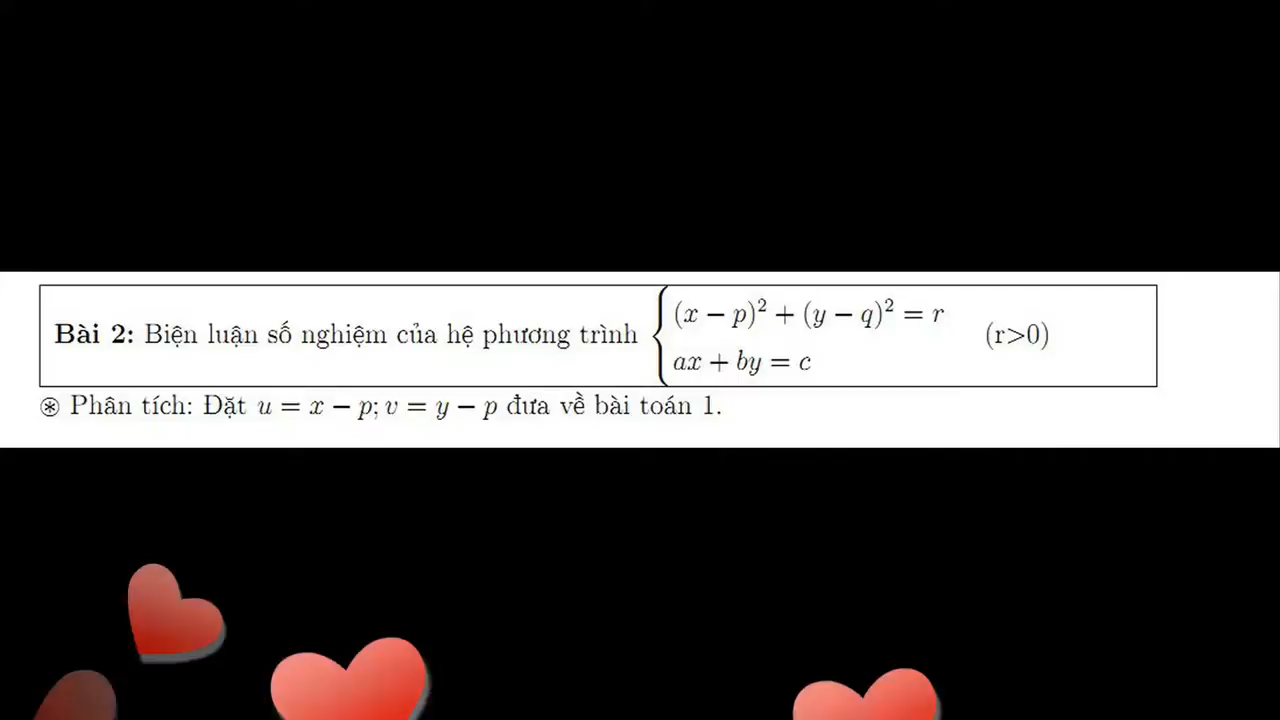 Bài 2: Biện luận số nghiệm của hệ phương trình { (x − p)² + (y − q)² = r (r>0)
ax + by = c
⊛ Phân tích: Đặt u = x − p; v = y − p đưa về bài toán 1.